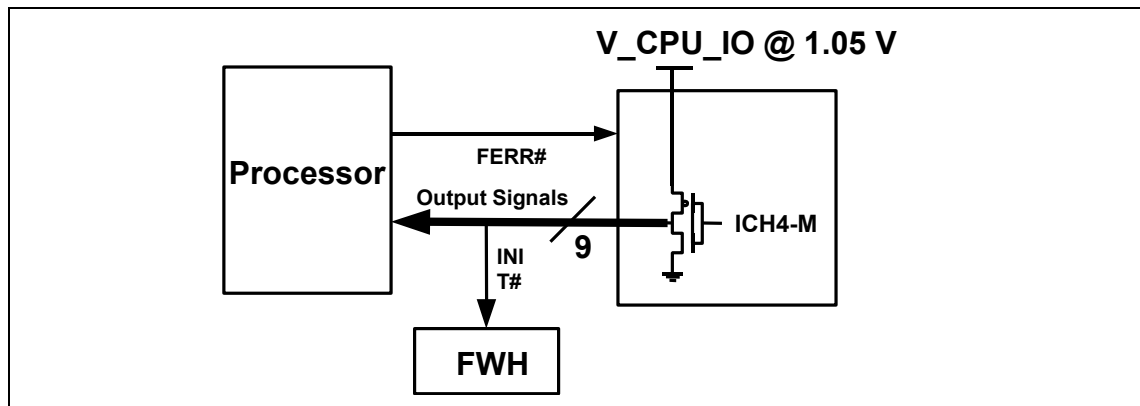 V_CPU_IO @ 1.05 V
Processor
FERR#
Output Signals
9
ICH4-M
INI
T#
FWH